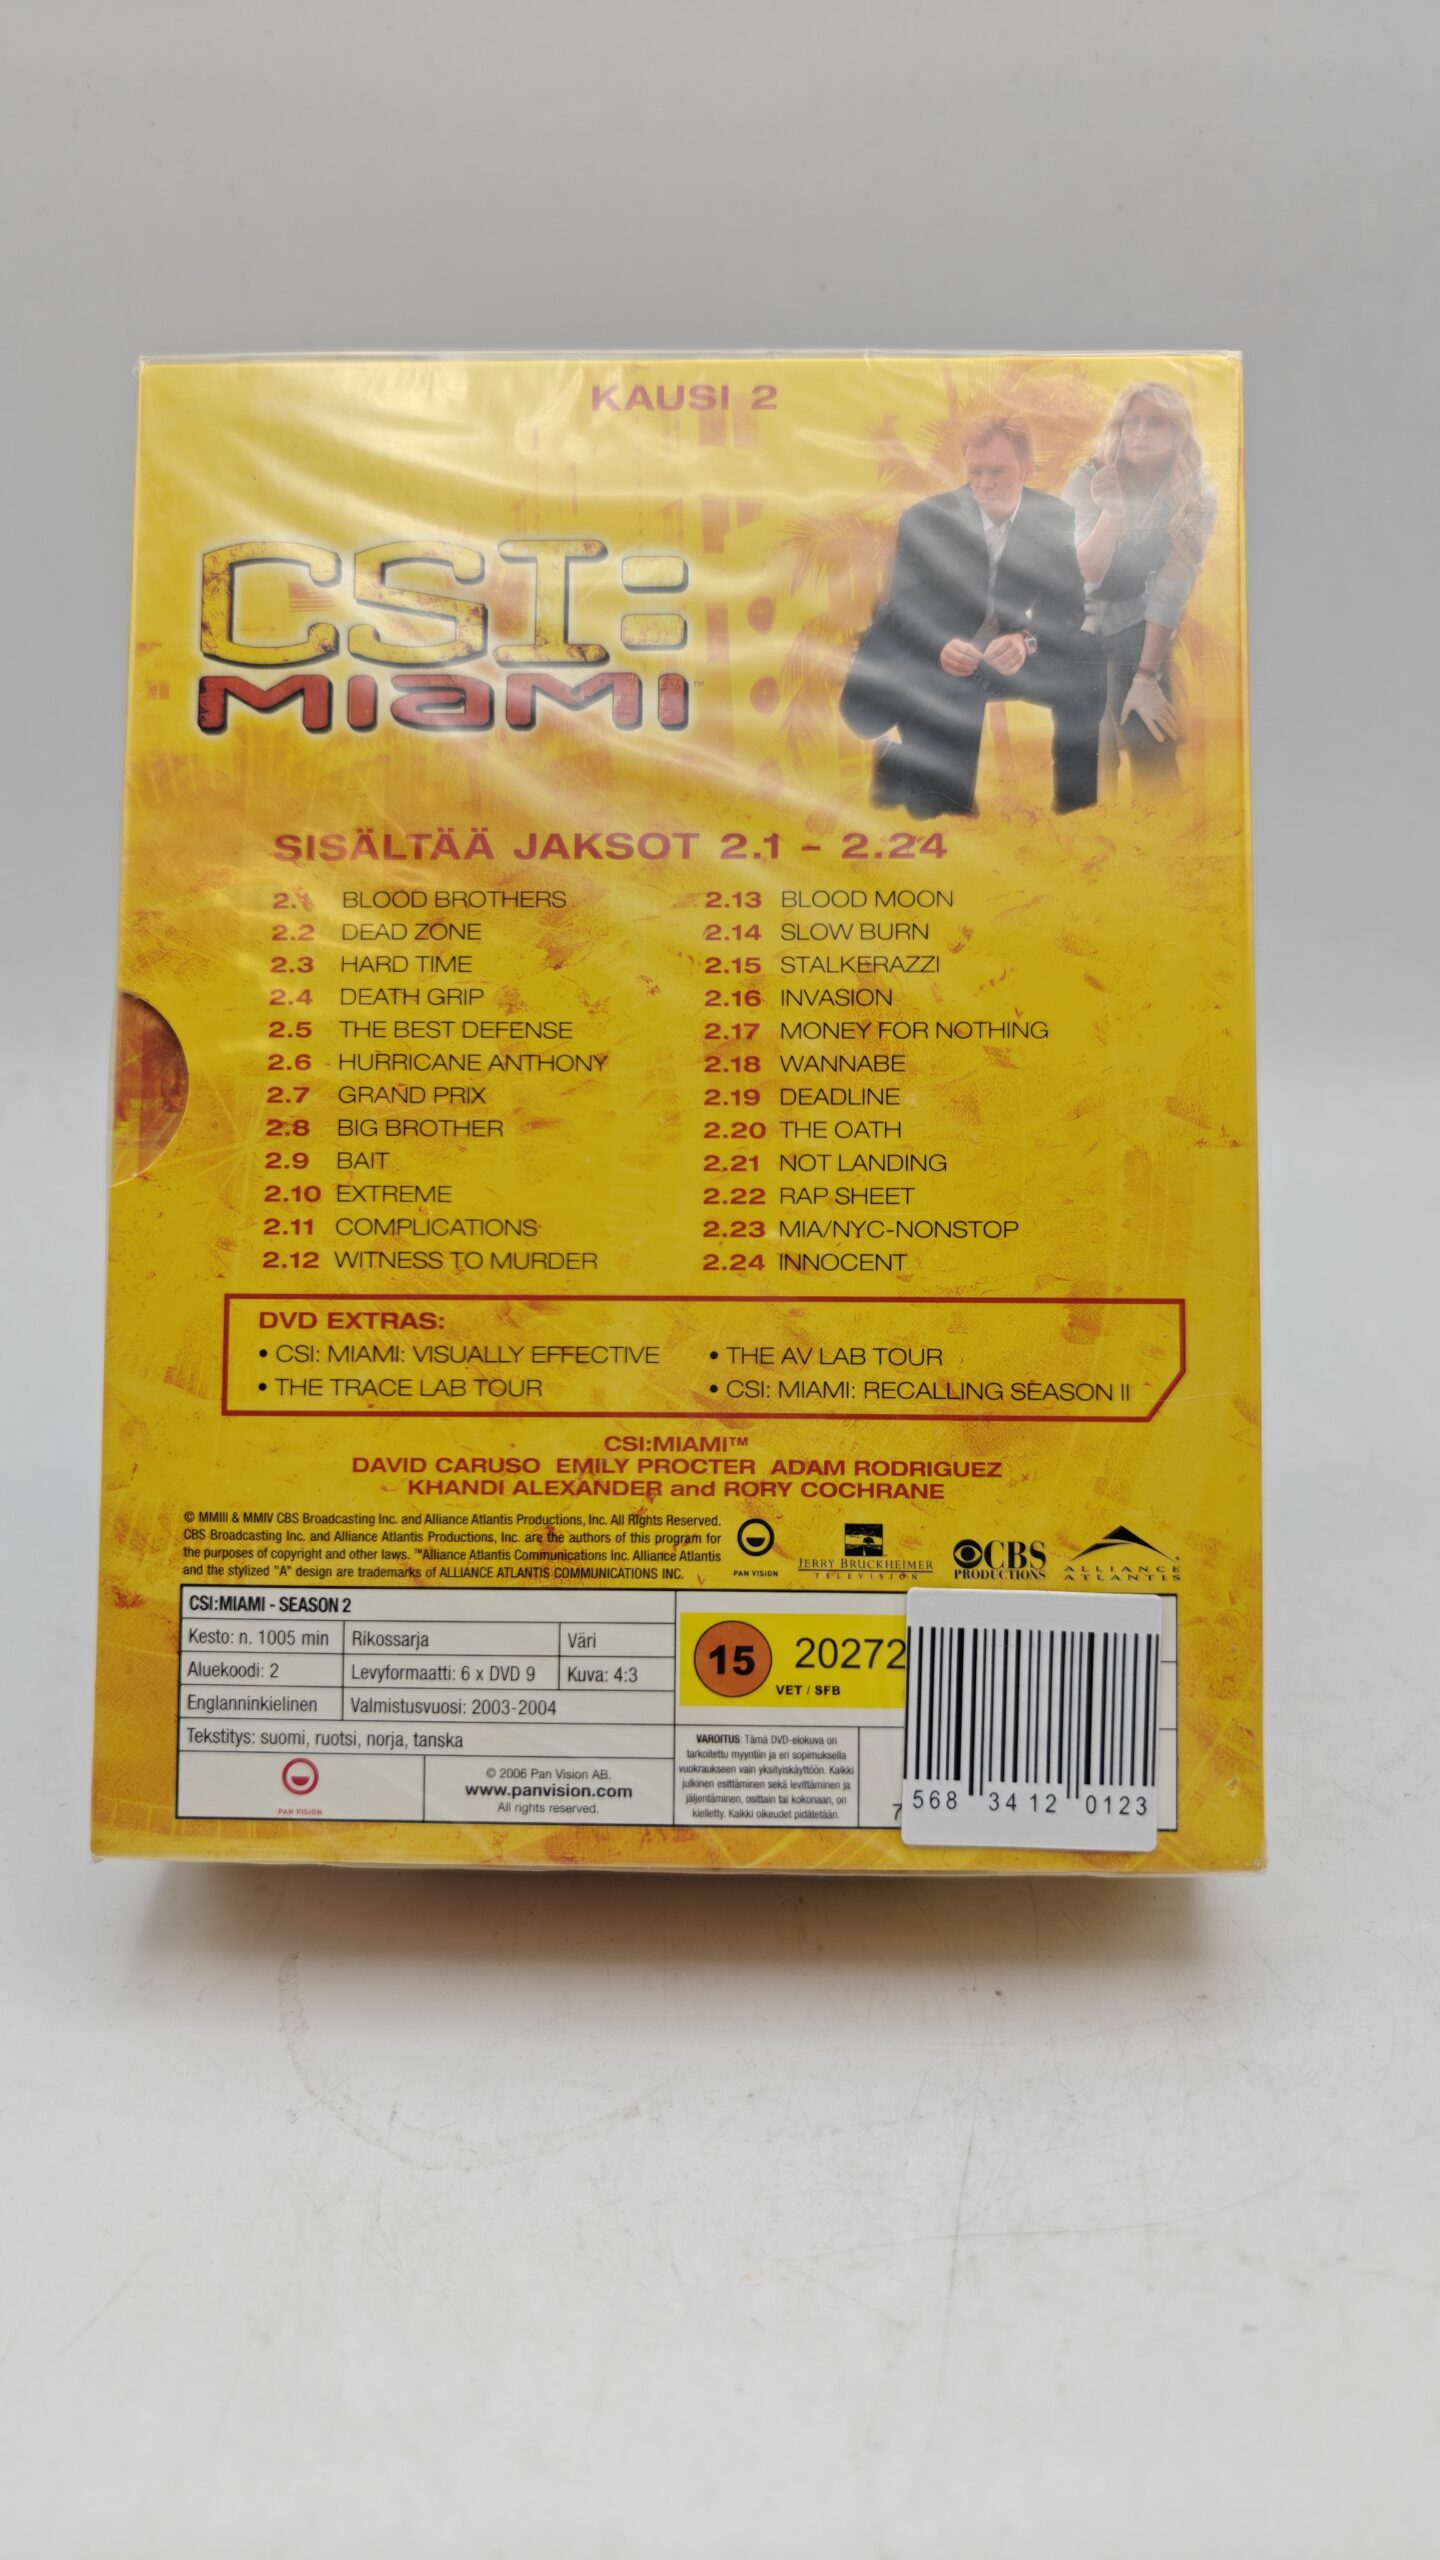 KAUSI 2
CSI:
MIAMI™
SISÄLTÄÄ JAKSOT 2.1 – 2.24
2.1 BLOOD BROTHERS
2.2 DEAD ZONE
2.3 HARD TIME
2.4 DEATH GRIP
2.5 THE BEST DEFENSE
2.6 HURRICANE ANTHONY
2.7 GRAND PRIX
2.8 BIG BROTHER
2.9 BAIT
2.10 EXTREME
2.11 COMPLICATIONS
2.12 WITNESS TO MURDER
2.13 BLOOD MOON
2.14 SLOW BURN
2.15 STALKERAZZI
2.16 INVASION
2.17 MONEY FOR NOTHING
2.18 WANNABE
2.19 DEADLINE
2.20 THE OATH
2.21 NOT LANDING
2.22 RAP SHEET
2.23 MIA/NYC-NONSTOP
2.24 INNOCENT
DVD EXTRAS:
• CSI: MIAMI: VISUALLY EFFECTIVE
• THE TRACE LAB TOUR
• THE AV LAB TOUR
• CSI: MIAMI: RECALLING SEASON II
CSI:MIAMI™
DAVID CARUSO EMILY PROCTER ADAM RODRIGUEZ
KHANDI ALEXANDER and RORY COCHRANE
© MMIII & MMIV CBS Broadcasting Inc. and Alliance Atlantis Productions, Inc. All Rights Reserved.
CBS Broadcasting Inc. and Alliance Atlantis Productions, Inc. are the authors of this program for
the purposes of copyright and other laws. ™Alliance Atlantis Communications Inc. Alliance Atlantis
and the stylized "A" design are trademarks of ALLIANCE ATLANTIS COMMUNICATIONS INC.
PAN VISION
JERRY BRUCKHEIMER
TELEVISION
CBS
PRODUCTIONS
ALLIANCE
ATLANTIS
CSI:MIAMI - SEASON 2
Kesto: n. 1005 min Rikossarja Väri
Aluekoodi: 2 Levyformaatti: 6 x DVD 9 Kuva: 4:3
Englanninkielinen Valmistusvuosi: 2003-2004
Tekstitys: suomi, ruotsi, norja, tanska
PAN VISION
© 2006 Pan Vision AB.
www.panvision.com
All rights reserved.
15 20272
VET / SFB
VAROITUS: Tämä DVD-elokuva on
tarkoitettu myyntiin ja eri sopimuksella
vuokraukseen vain yksityiskäyttöön. Kaikki
julkinen esittäminen sekä levittäminen ja
jäljentäminen, osittain tai kokonaan, on
kielletty. Kaikki oikeudet pidätetään.
7
568 3412 0123